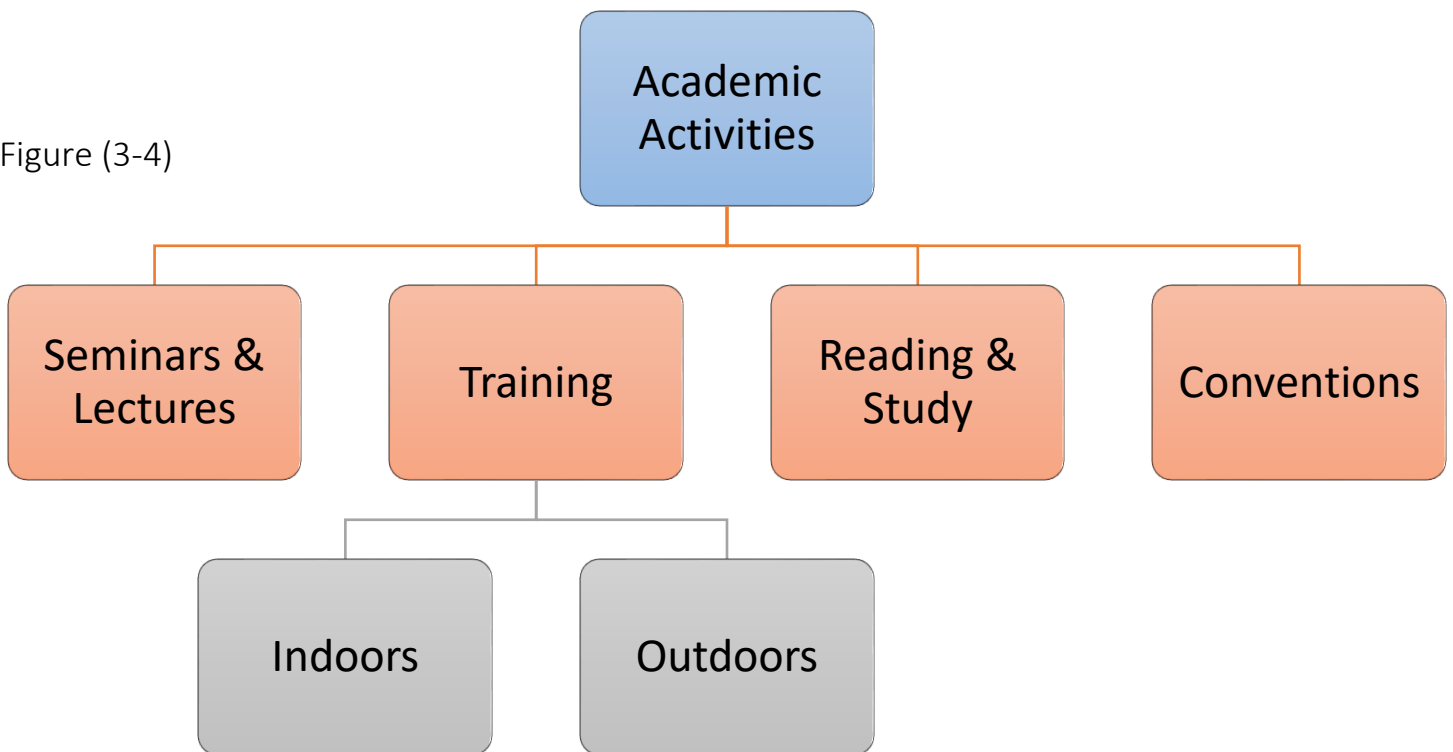 Academic
Activities
Figure (3-4)
Seminars &
Lectures
Training
Reading &
Study
Conventions
Indoors
Outdoors